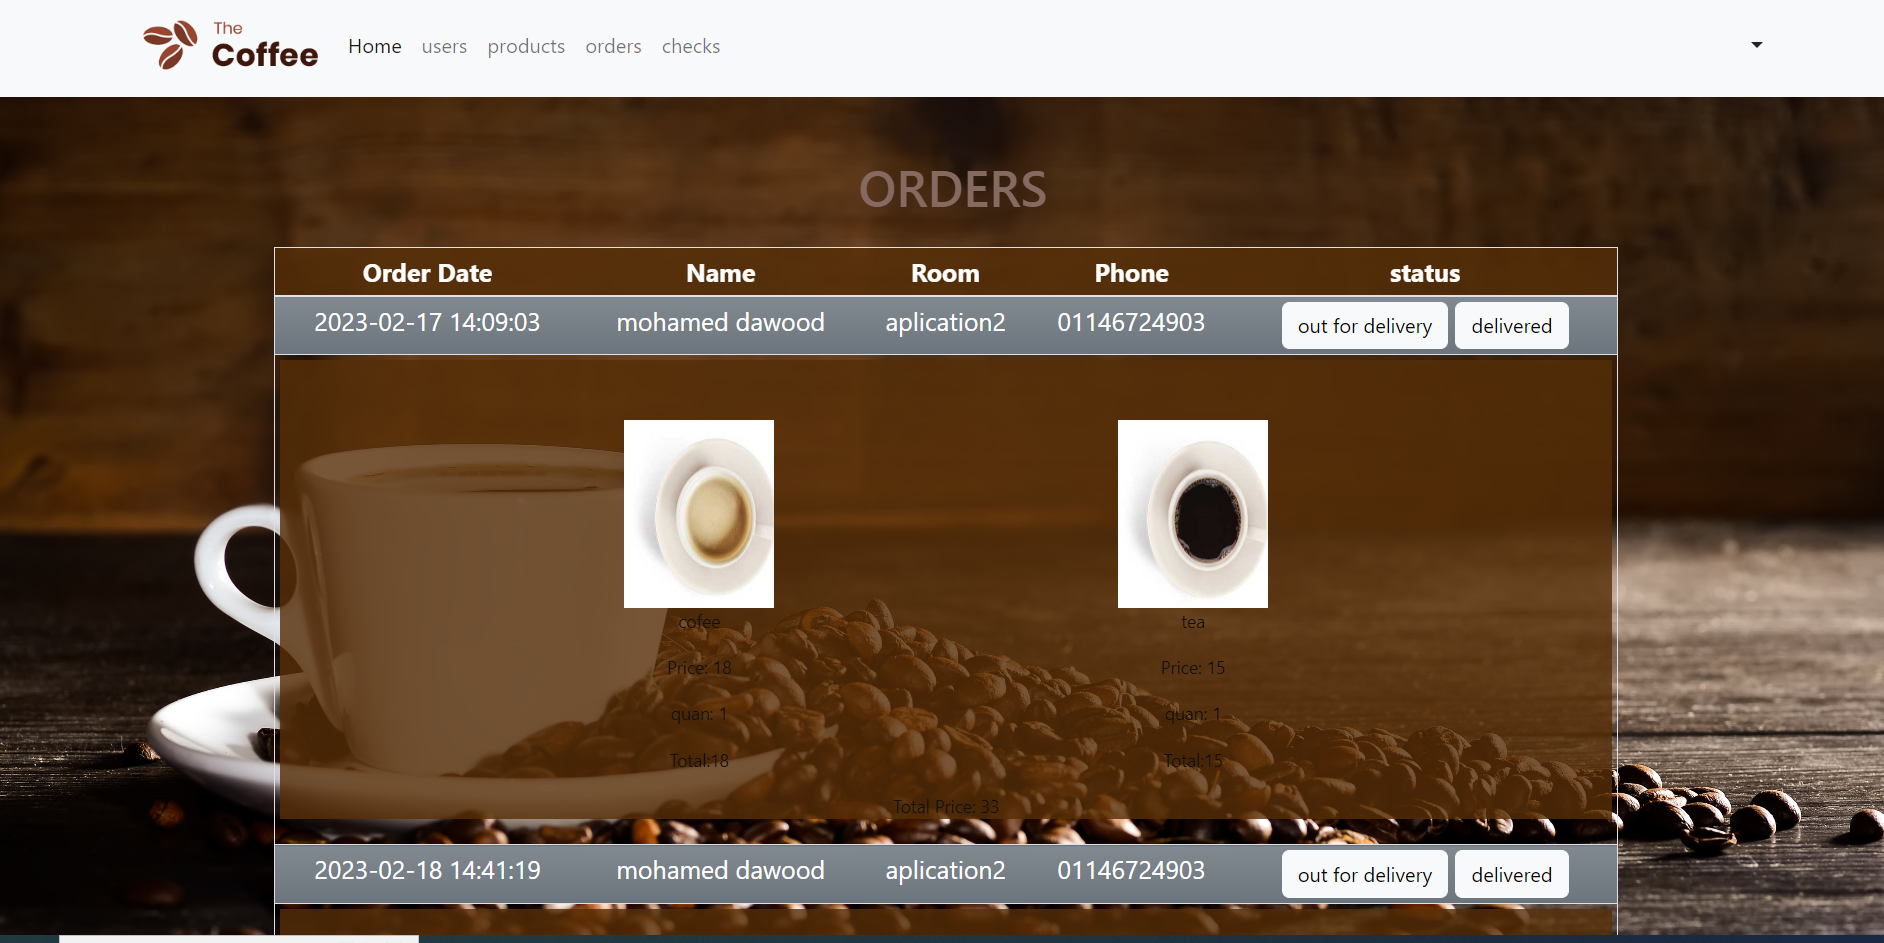 The
Coffee
Home users products orders checks
ORDERS
Order Date Name Room Phone status
2023-02-17 14:09:03 mohamed dawood aplication2 01146724903 out for delivery delivered
cofee tea
Price: 18 Price: 15
quan: 1 quan: 1
Total:18 Total:15
Total Price: 33
2023-02-18 14:41:19 mohamed dawood aplication2 01146724903 out for delivery delivered